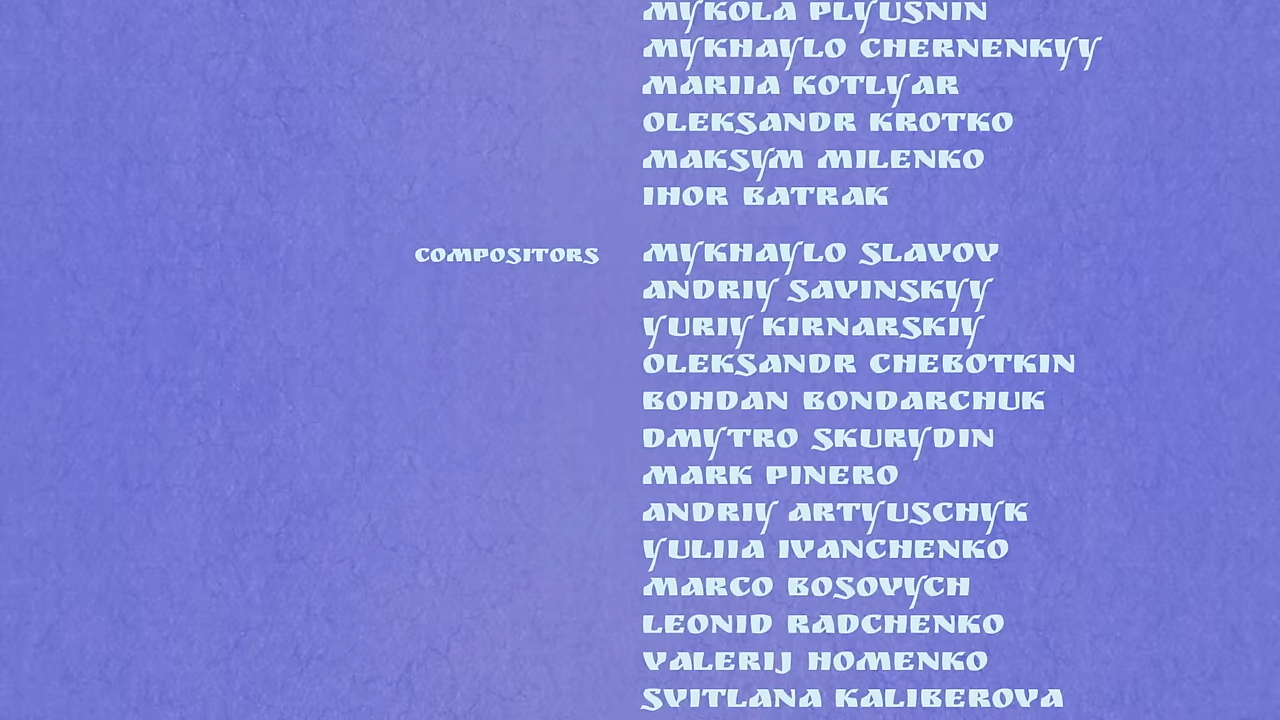 MYKOLA PLYUSNIN
MYKHAYLO CHERNENKYY
MARIIA KOTLYAR
OLEKSANDR KROTKO
MAKSYM MILENKO
IHOR BATRAK
COMPOSITORS MYKHAYLO SLAVOV
ANDRIY SAVINSKYY
YURIY KIRNARSKIY
OLEKSANDR CHEBOTKIN
BOHDAN BONDARCHUK
DMYTRO SKURYDIN
MARK PINERO
ANDRIY ARTYUSCHYK
YULIIA IVANCHENKO
MARCO BOSOVYCH
LEONID RADCHENKO
VALERIJ HOMENKO
SVITLANA KALIBEROVA